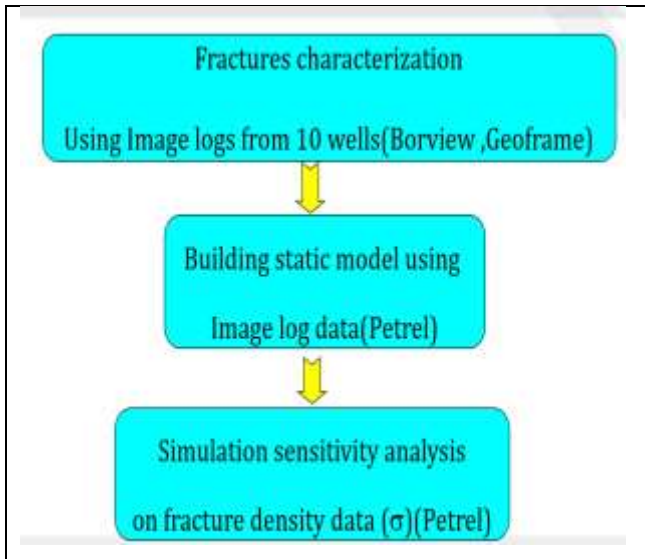 Fractures characterization
Using Image logs from 10 wells(Borview ,Geoframe)
Building static model using
Image log data(Petrel)
Simulation sensitivity analysis
on fracture density data (σ)(Petrel)